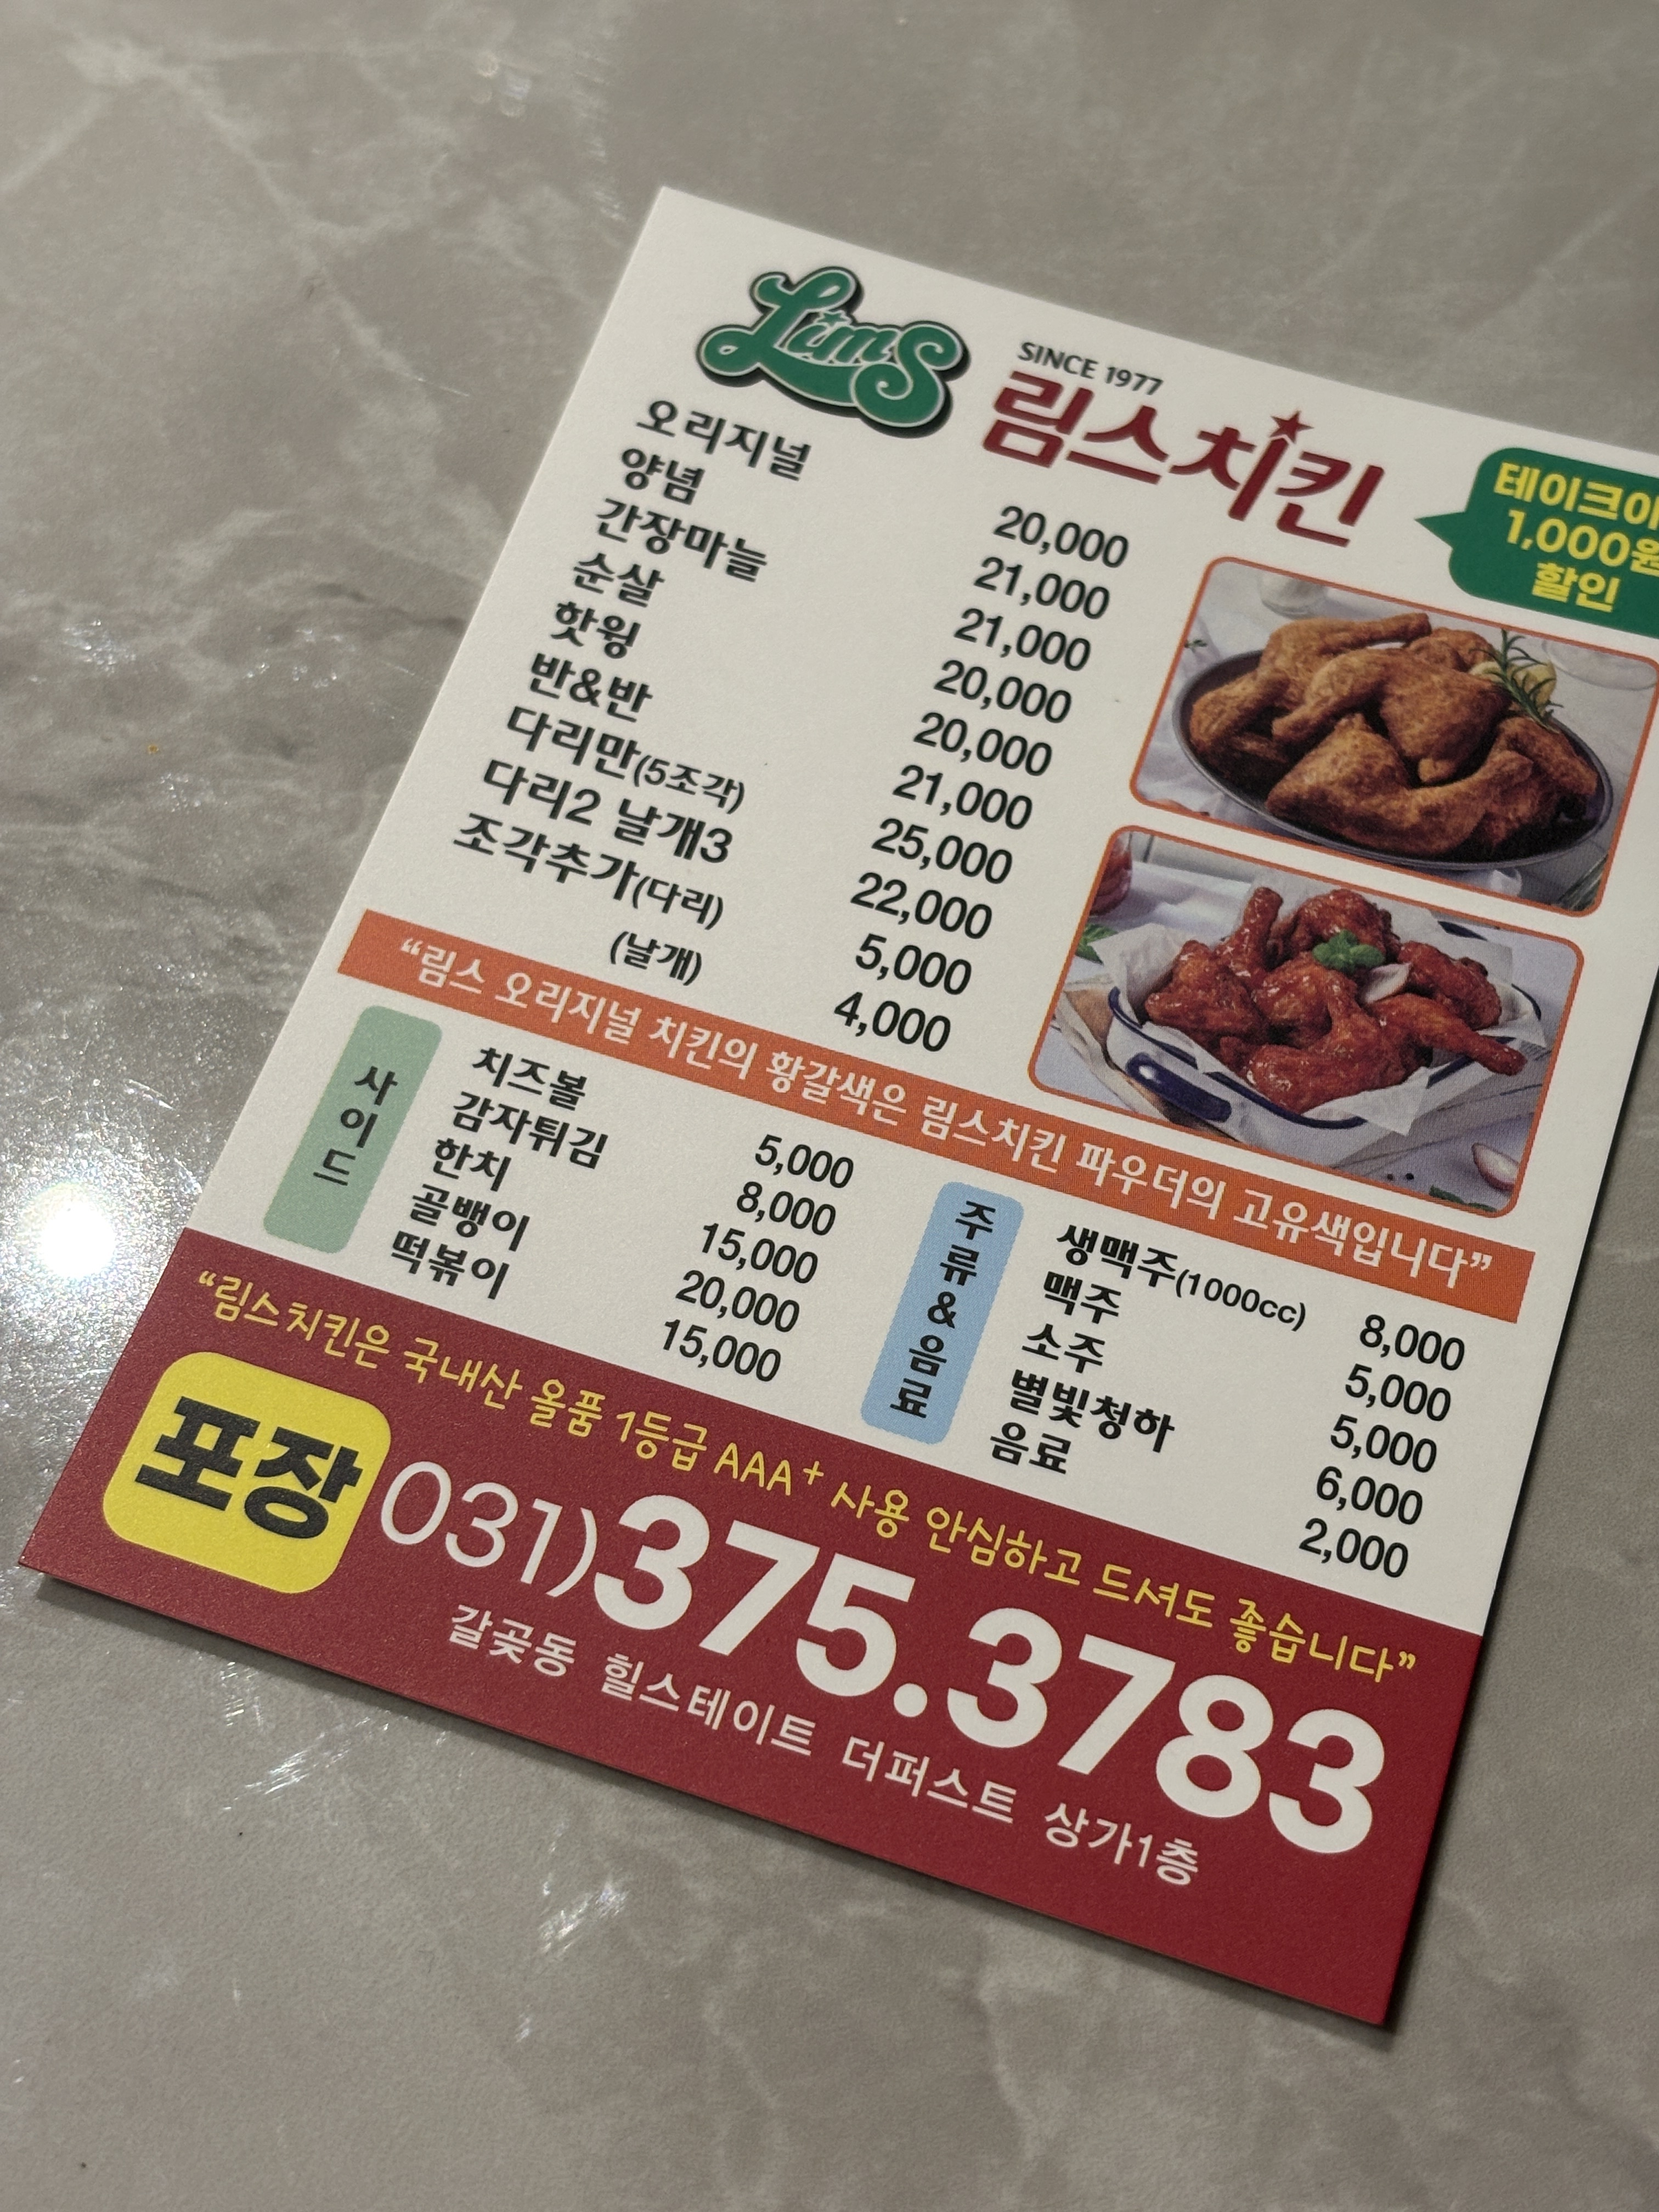 Lims
SINCE 1977
림스치킨
테이크아
1,000원
할인
오리지널 20,000
양념 21,000
간장마늘 21,000
순살 20,000
핫윙 20,000
반&반 21,000
다리만(5조각) 25,000
다리2 날개3 22,000
조각추가(다리) 5,000
(날개) 4,000
“림스 오리지널 치킨의 황갈색은 림스치킨 파우더의 고유색입니다”
사이드
치즈볼 5,000
감자튀김 8,000
한치 15,000
골뱅이 20,000
떡볶이 15,000
주류&음료
생맥주(1000cc) 8,000
맥주 5,000
소주 5,000
별빛청하 6,000
음료 2,000
“림스치킨은 국내산 올품 1등급 AAA+ 사용 안심하고 드셔도 좋습니다”
포장 031)375.3783
갈곶동 힐스테이트 더퍼스트 상가1층